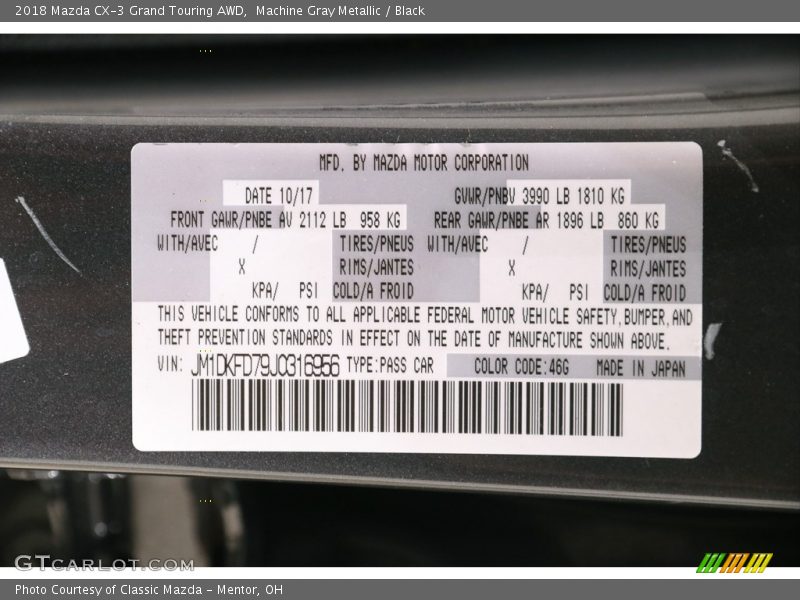 2018 Mazda CX-3 Grand Touring AWD, Machine Gray Metallic / Black
MFD. BY MAZDA MOTOR CORPORATION
DATE 10/17 GVWR/PNBV 3990 LB 1810 KG
FRONT GAWR/PNBE AV 2112 LB 958 KG REAR GAWR/PNBE AR 1896 LB 860 KG
WITH/AVEC / TIRES/PNEUS WITH/AVEC / TIRES/PNEUS
X RIMS/JANTES X RIMS/JANTES
KPA/ PSI COLD/A FROID KPA/ PSI COLD/A FROID
THIS VEHICLE CONFORMS TO ALL APPLICABLE FEDERAL MOTOR VEHICLE SAFETY,BUMPER,AND
THEFT PREVENTION STANDARDS IN EFFECT ON THE DATE OF MANUFACTURE SHOWN ABOVE.
VIN: JM1DKFD79J0316956 TYPE:PASS CAR COLOR CODE:46G MADE IN JAPAN
GTCARLOT.COM
Photo Courtesy of Classic Mazda - Mentor, OH